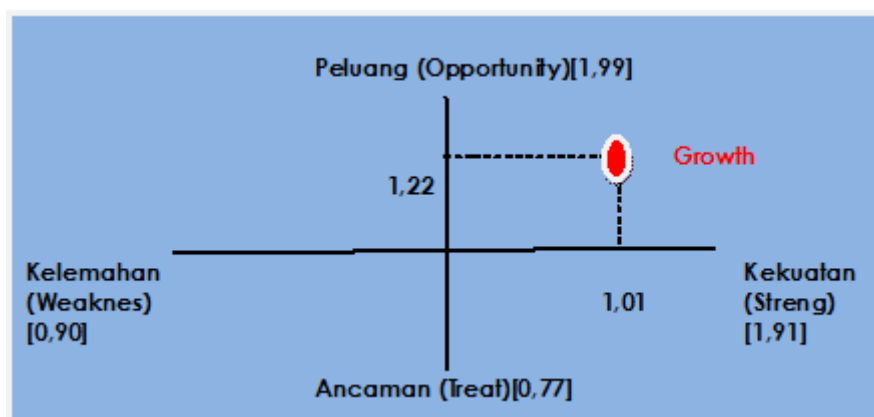 Peluang (Opportunity)[1,99]
Growth
1,22
Kelemahan
(Weaknes)
[0,90]
1,01
Kekuatan
(Streng)
[1,91]
Ancaman (Treat)[0,77]